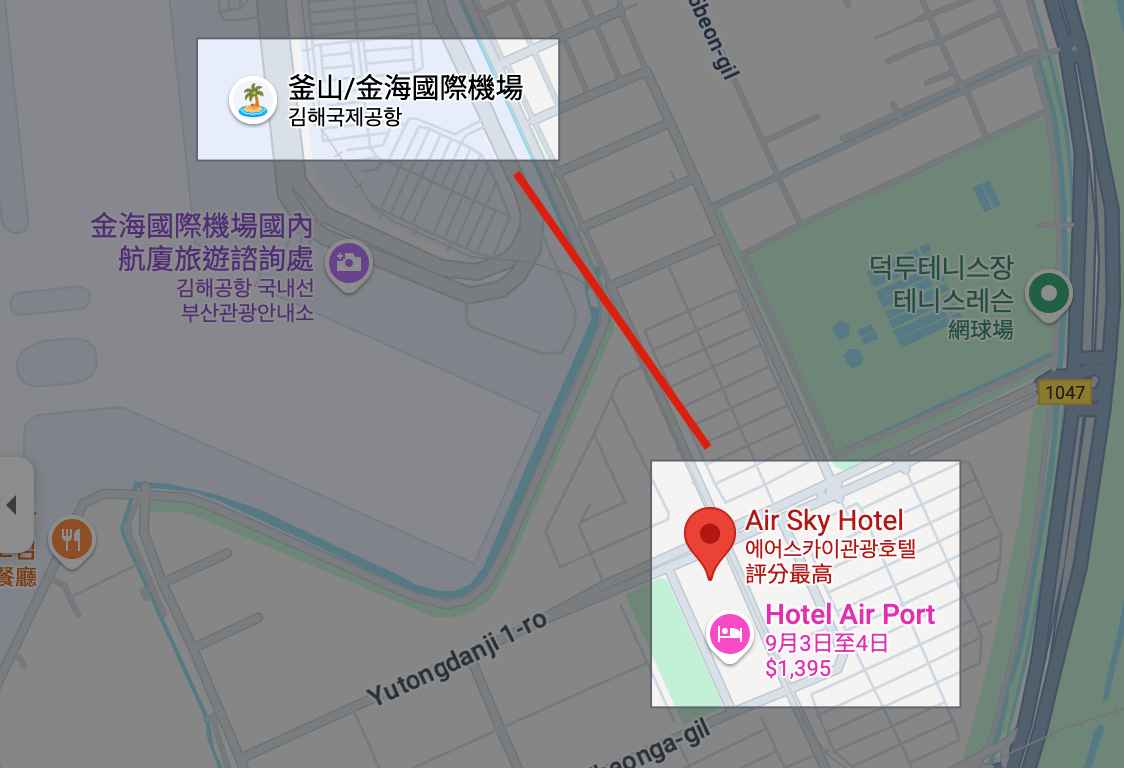 bbeon-gil
釜山/金海國際機場
김해국제공항
金海國際機場國內
航廈旅遊諮詢處
김해공항 국내선
부산관광안내소
덕두테니스장
테니스레슨
網球場
1047
餐廳
Air Sky Hotel
에어스카이관광호텔
評分最高
Hotel Air Port
9月3日至4日
$1,395
Yutongdanji 1-ro
beonga-gil